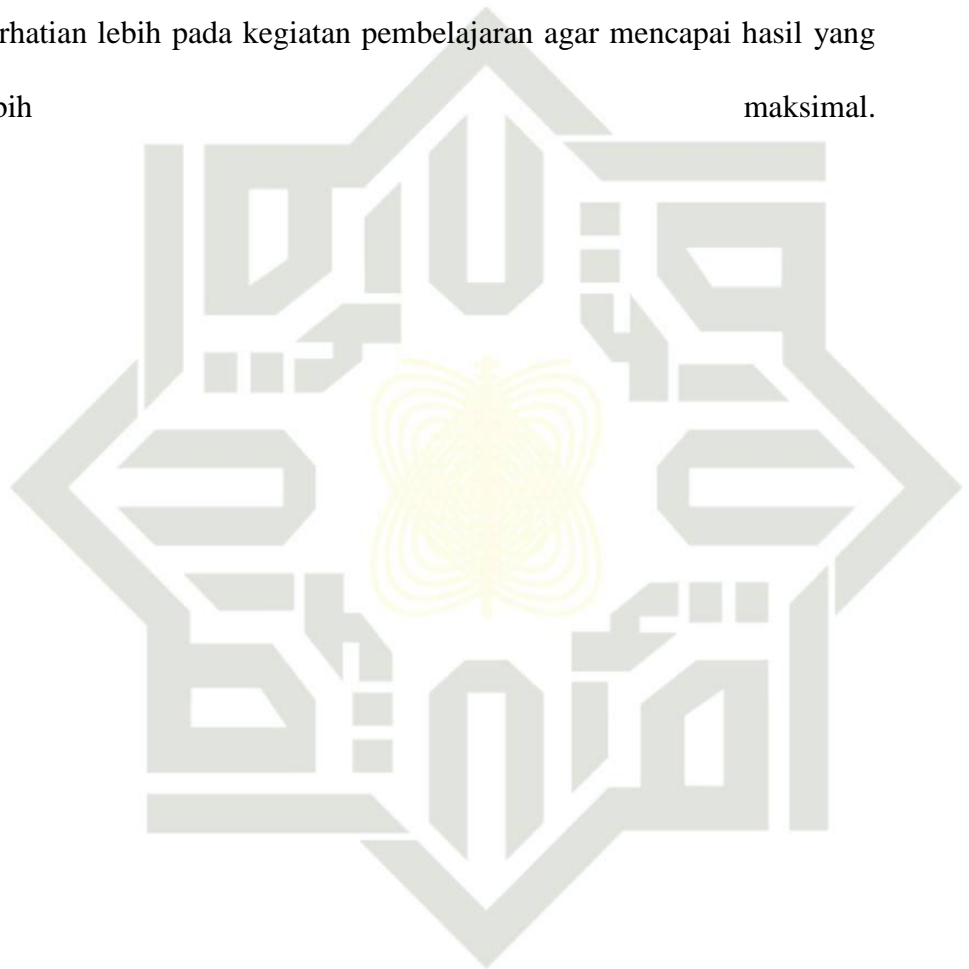 rhatian lebih pada kegiatan pembelajaran agar mencapai hasil yang
bih maksimal.